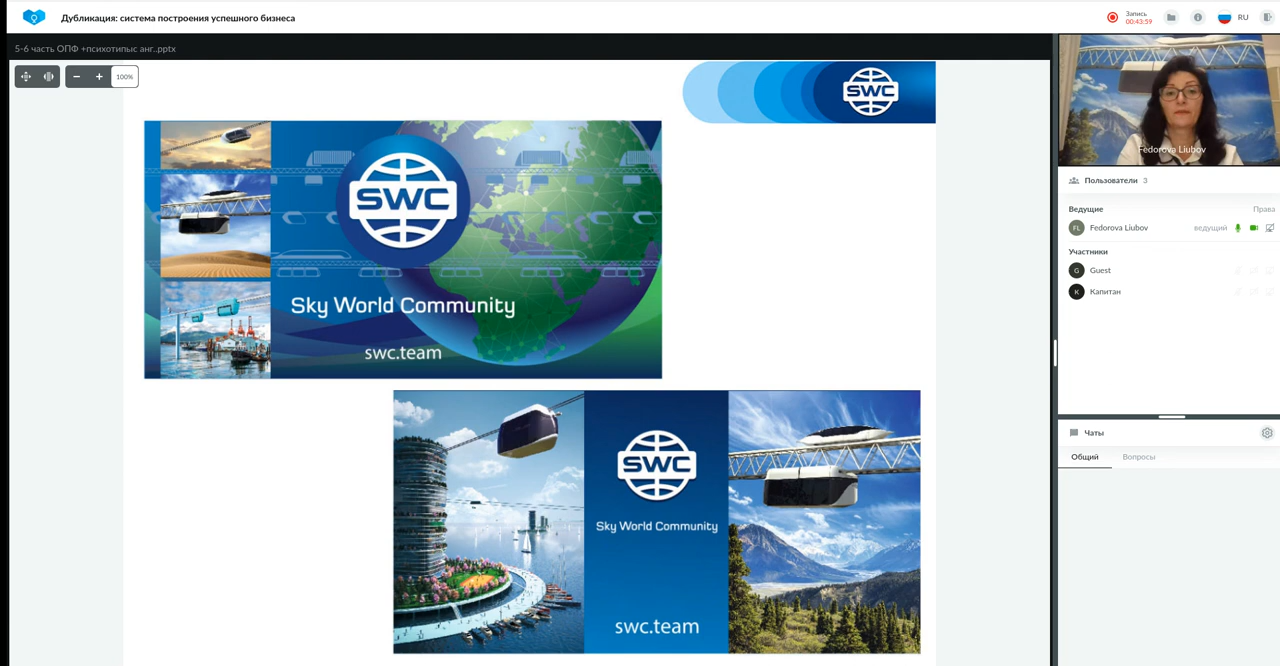 Дубликация: система построения успешного бизнеса
Запись
00:43:59
RU
5-6 часть ОПФ +психотипыс анг..pptx
100%
SWC
SWC
Sky World Community
swc.team
SWC
Sky World Community
swc.team
Fedorova Liubov
Пользователи 3
Ведущие Права
FL Fedorova Liubov ведущий
Участники
G Guest
К Капитан
Чаты
Общий Вопросы